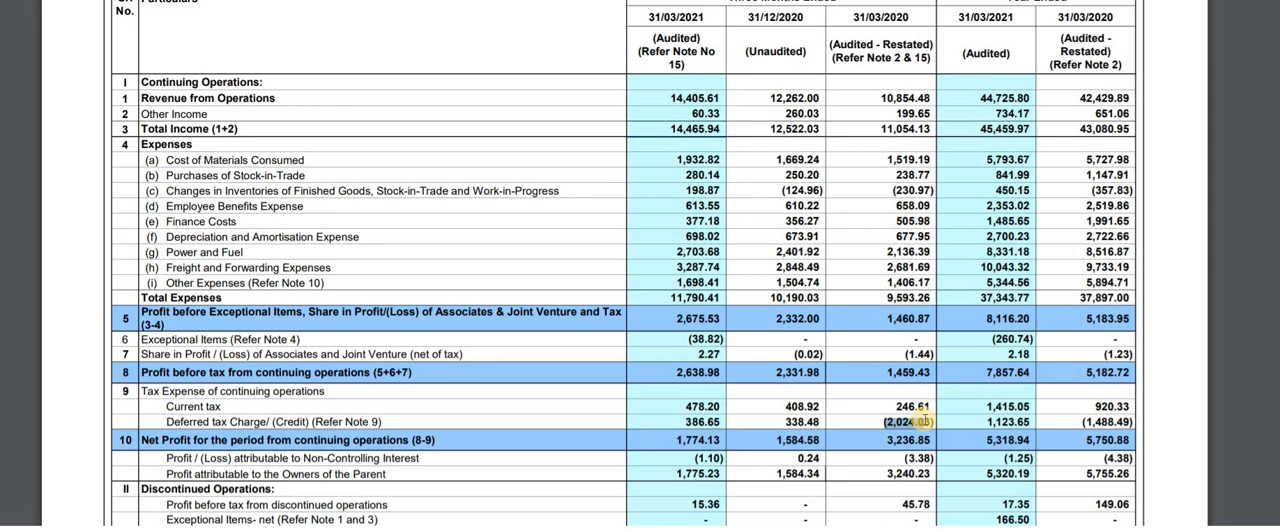 No.
31/03/2021 31/12/2020 31/03/2020 31/03/2021 31/03/2020
(Audited) (Refer Note No 15) (Unaudited) (Audited - Restated) (Refer Note 2 & 15) (Audited) (Audited - Restated) (Refer Note 2)
I Continuing Operations:
1 Revenue from Operations 14,405.61 12,262.00 10,854.48 44,725.80 42,429.89
2 Other Income 60.33 260.03 199.65 734.17 651.06
3 Total Income (1+2) 14,465.94 12,522.03 11,054.13 45,459.97 43,080.95
4 Expenses
(a) Cost of Materials Consumed 1,932.82 1,669.24 1,519.19 5,793.67 5,727.98
(b) Purchases of Stock-in-Trade 280.14 250.20 238.77 841.99 1,147.91
(c) Changes in Inventories of Finished Goods, Stock-in-Trade and Work-in-Progress 198.87 (124.96) (230.97) 450.15 (357.83)
(d) Employee Benefits Expense 613.55 610.22 658.09 2,353.02 2,519.86
(e) Finance Costs 377.18 356.27 505.98 1,485.65 1,991.65
(f) Depreciation and Amortisation Expense 698.02 673.91 677.95 2,700.23 2,722.66
(g) Power and Fuel 2,703.68 2,401.92 2,136.39 8,331.18 8,516.87
(h) Freight and Forwarding Expenses 3,287.74 2,848.49 2,681.69 10,043.32 9,733.19
(i) Other Expenses (Refer Note 10) 1,698.41 1,504.74 1,406.17 5,344.56 5,894.71
Total Expenses 11,790.41 10,190.03 9,593.26 37,343.77 37,897.00
5 Profit before Exceptional Items, Share in Profit/(Loss) of Associates & Joint Venture and Tax (3-4) 2,675.53 2,332.00 1,460.87 8,116.20 5,183.95
6 Exceptional Items (Refer Note 4) (38.82) - - (260.74) -
7 Share in Profit / (Loss) of Associates and Joint Venture (net of tax) 2.27 (0.02) (1.44) 2.18 (1.23)
8 Profit before tax from continuing operations (5+6+7) 2,638.98 2,331.98 1,459.43 7,857.64 5,182.72
9 Tax Expense of continuing operations
Current tax 478.20 408.92 246.61 1,415.05 920.33
Deferred tax Charge/ (Credit) (Refer Note 9) 386.65 338.48 1,123.65 (1,488.49)
10 Net Profit for the period from continuing operations (8-9) 1,774.13 1,584.58 3,236.85 5,318.94 5,750.88
Profit / (Loss) attributable to Non-Controlling Interest (1.10) 0.24 (3.38) (1.25) (4.38)
Profit attributable to the Owners of the Parent 1,775.23 1,584.34 3,240.23 5,320.19 5,755.26
II Discontinued Operations:
Profit before tax from discontinued operations 15.36 - 45.78 17.35 149.06
Exceptional Items- net (Refer Note 1 and 3) - - - 166.50 -